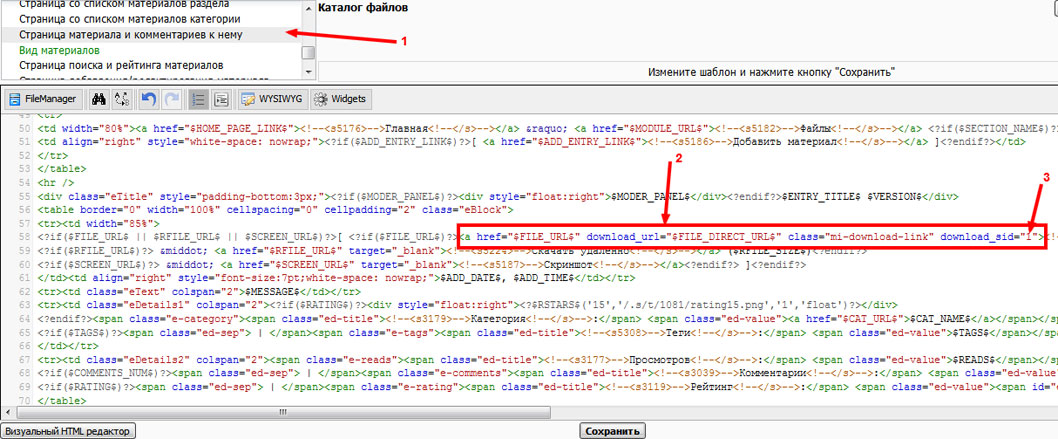 Страница со списком материалов раздела
Страница со списком материалов категории
Страница материала и комментариев к нему
Вид материалов
Страница поиска и рейтинга материалов
Каталог файлов
1
Измените шаблон и нажмите кнопку "Сохранить"
FileManager
WYSIWYG
Widgets
49 <tr>
50 <td width="80%"><a href="$HOME_PAGE_LINK$"><!--<s5176>-->Главная<!--</s>--></a> &raquo; <a href="$MODULE_URL$"><!--<s5182>-->Файлы<!--</s>--></a> <?if($SECTION_NAME$)?>
51 <td align="right" style="white-space: nowrap;"><?if($ADD_ENTRY_LINK$)?>[ <a href="$ADD_ENTRY_LINK$"><!--<s5186>-->Добавить материал<!--</s>--></a> ]<?endif?></td>
52 </tr>
53 </table>
2
54 <hr />
3
55 <div class="eTitle" style="padding-bottom:3px;"><?if($MODER_PANEL$)?><div style="float:right">$MODER_PANEL$</div><?endif?>$ENTRY_TITLE$ $VERSION$</div>
56 <table border="0" width="100%" cellspacing="0" cellpadding="2" class="eBlock">
57 <tr><td width="85%">
58 <?if($FILE_URL$ || $RFILE_URL$ || $SCREEN_URL$)?>[ <?if($FILE_URL$)?><a href="$FILE_URL$" download_url="$FILE_DIRECT_URL$" class="mi-download-link" download_sid="1"><!
59 <?if($RFILE_URL$)?> &middot; <a href="$RFILE_URL$" target="_blank"><!--<s5224>-->Скачать удаленно<!--</s>--></a> ($RFILE_SIZE$)<?endif?>
60 <?if($SCREEN_URL$)?> &middot; <a href="$SCREEN_URL$" target="_blank"><!--<s5187>-->Скриншот<!--</s>--></a><?endif?> ]<?endif?>
61 </td><td align="right" style="font-size:7pt;white-space: nowrap;">$ADD_DATE$, $ADD_TIME$</td></tr>
62 <tr><td class="eText" colspan="2">$MESSAGE$</td></tr>
63 <tr><td class="eDetails1" colspan="2"><?if($RATING$)?><div style="float:right"><?$RSTARS$('15','/.s/t/1081/rating15.png','1','float')?></div>
64 <?endif?><span class="e-category"><span class="ed-title"><!--<s3179>-->Категория<!--</s>-->:</span> <span class="ed-value"><a href="$CAT_URL$">$CAT_NAME$</a></span></s
65 <?if($TAGS$)?><span class="ed-sep"> | </span><span class="e-tags"><span class="ed-title"><!--<s5308>-->Теги<!--</s>-->:</span> <span class="ed-value">$TAGS$</span></s
66 </td></tr>
67 <tr><td class="eDetails2" colspan="2"><span class="e-reads"><span class="ed-title"><!--<s3177>-->Просмотров<!--</s>-->:</span> <span class="ed-value">$READS$</span></
68 <?if($COMMENTS_NUM$)?><span class="ed-sep"> | </span><span class="e-comments"><span class="ed-title"><!--<s3039>-->Комментарии<!--</s>-->:</span> <span class="ed-value
69 <?if($RATING$)?><span class="ed-sep"> | </span><span class="e-rating"><span class="ed-title"><!--<s3119>-->Рейтинг<!--</s>-->:</span> <span class="ed-value"><span id="e
70 </table>
Визуальный HTML редактор
Сохранить